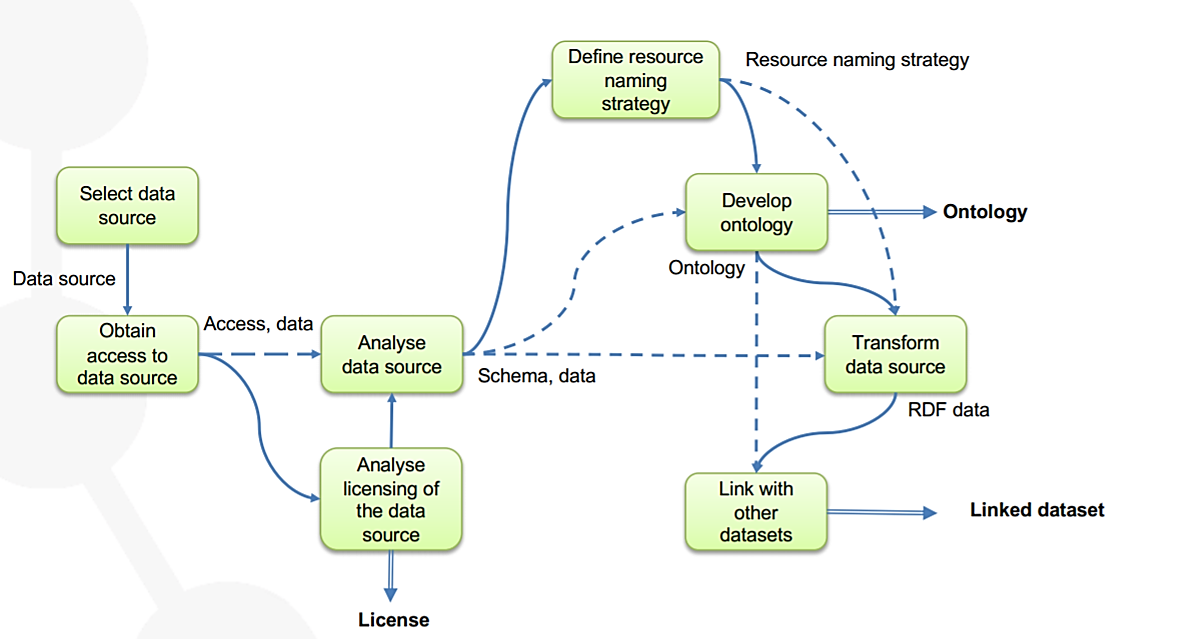 Define resource
naming
strategy
Resource naming strategy
Select data
source
Develop
ontology
Ontology
Data source
Ontology
Obtain
access to
data source
Access, data
Analyse
data source
Schema, data
Transform
data source
RDF data
Analyse
licensing of
the data
source
Link with
other
datasets
Linked dataset
License